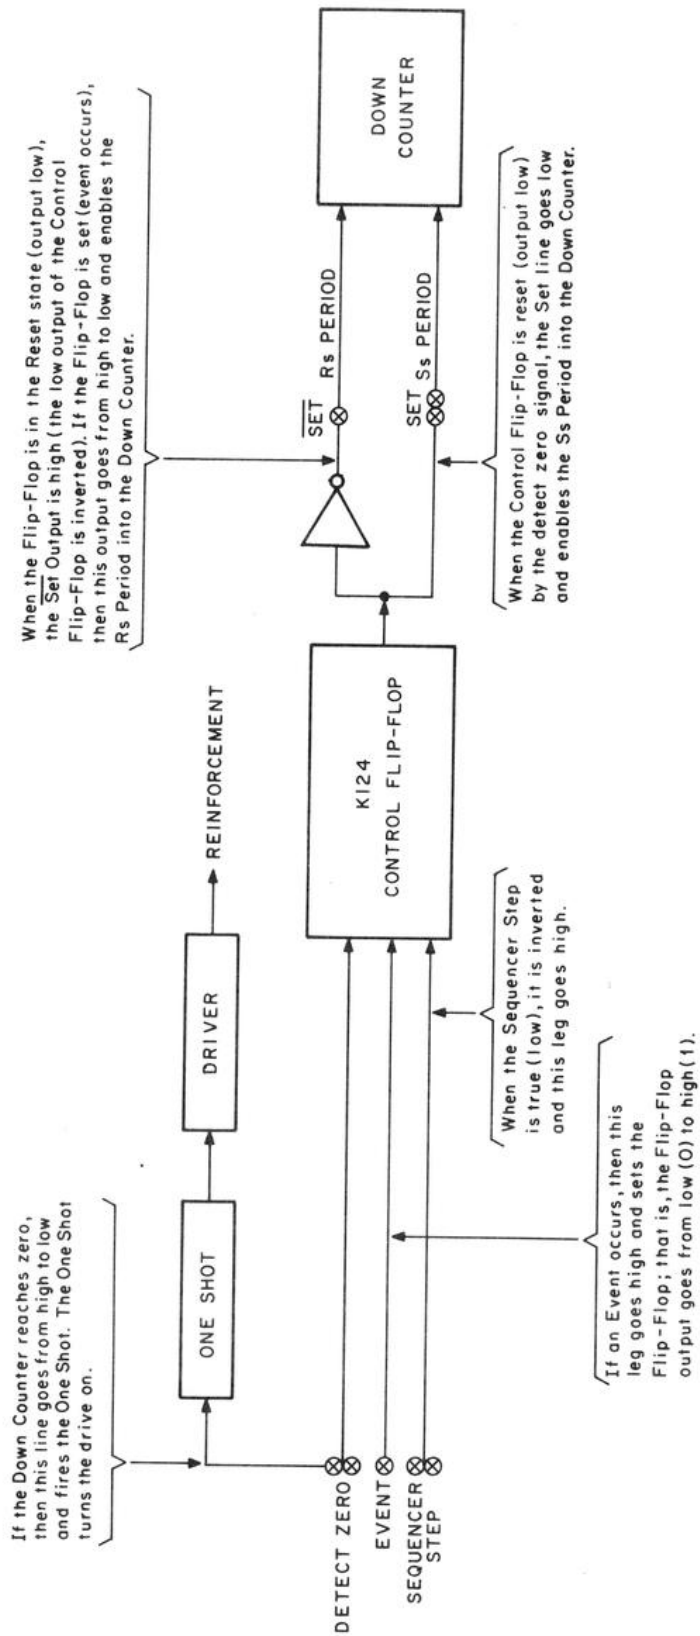 If the Down Counter reaches zero,
then this line goes from high to low
and fires the One Shot. The One Shot
turns the drive on.
ONE SHOT
DRIVER
REINFORCEMENT
When the Flip-Flop is in the Reset state (output low),
the Set Output is high (the low output of the Control
Flip-Flop is inverted). If the Flip-Flop is set (event occurs),
then this output goes from high to low and enables the
Rs Period into the Down Counter.
DETECT ZERO
EVENT
SEQUENCER
STEP
K124
CONTROL FLIP-FLOP
SET
Rs PERIOD
SET
Ss PERIOD
DOWN
COUNTER
When the Sequencer Step
is true (low), it is inverted
and this leg goes high.
If an Event occurs, then this
leg goes high and sets the
Flip-Flop; that is, the Flip-Flop
output goes from low (0) to high (1).
When the Control Flip-Flop is reset (output low)
by the detect zero signal, the Set line goes low
and enables the Ss Period into the Down Counter.